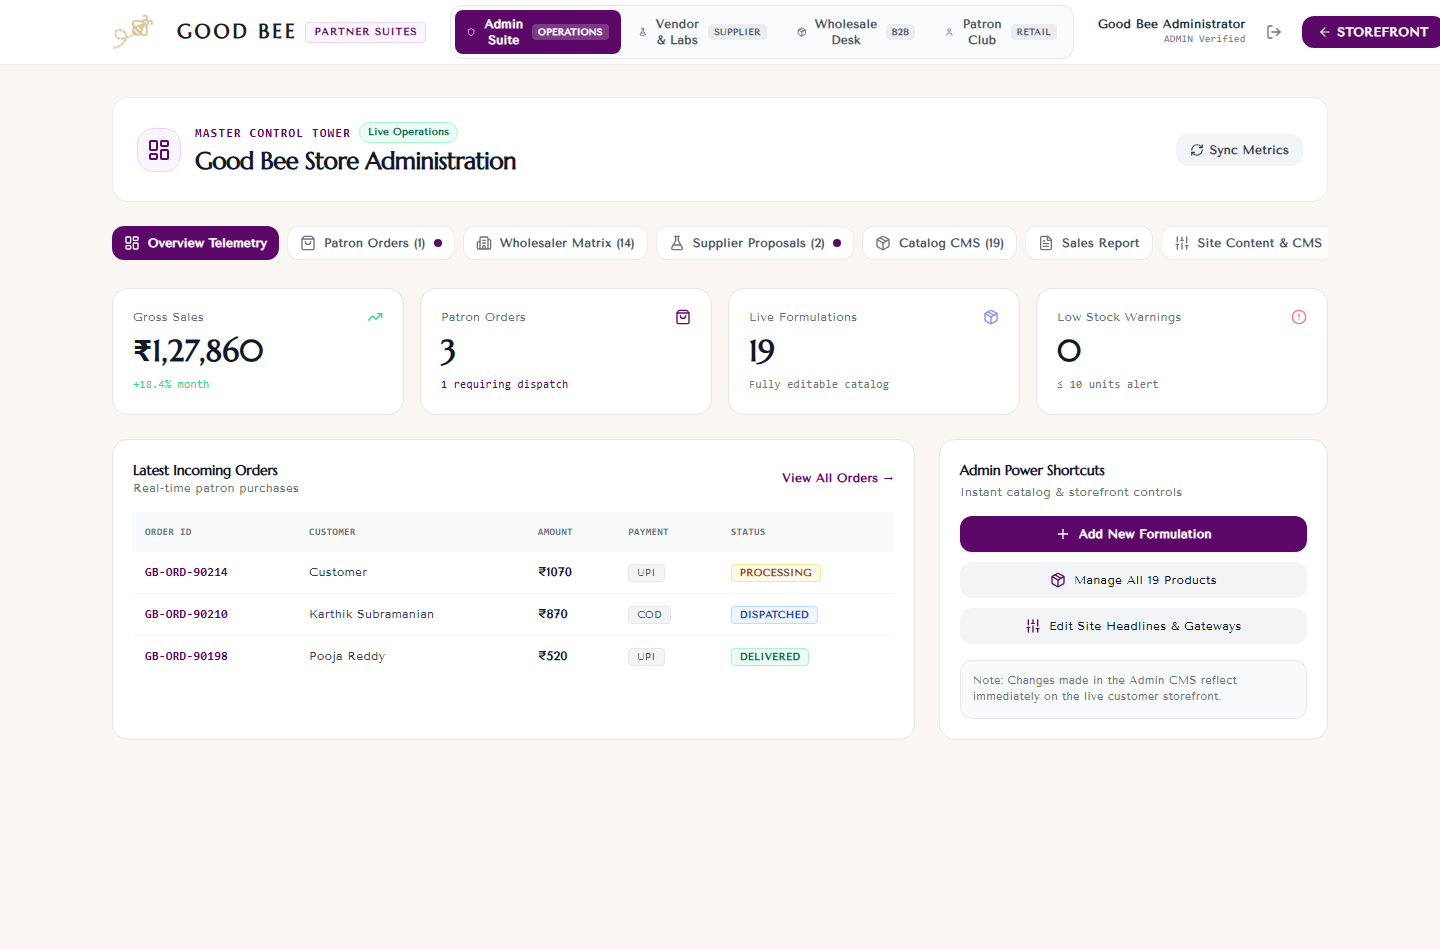 GOOD BEE PARTNER SUITES
Admin Suite OPERATIONS
Vendor & Labs SUPPLIER
Wholesale Desk B2B
Patron Club RETAIL
Good Bee Administrator
ADMIN Verified
← STOREFRONT
MASTER CONTROL TOWER Live Operations
Good Bee Store Administration
Sync Metrics
Overview Telemetry
Patron Orders (1)
Wholesaler Matrix (14)
Supplier Proposals (2)
Catalog CMS (19)
Sales Report
Site Content & CMS
Gross Sales
₹1,27,860
+18.4% month
Patron Orders
3
1 requiring dispatch
Live Formulations
19
Fully editable catalog
Low Stock Warnings
0
≤ 10 units alert
Latest Incoming Orders
Real-time patron purchases
View All Orders →
ORDER ID CUSTOMER AMOUNT PAYMENT STATUS
GB-ORD-90214 Customer ₹1070 UPI PROCESSING
GB-ORD-90210 Karthik Subramanian ₹870 COD DISPATCHED
GB-ORD-90198 Pooja Reddy ₹520 UPI DELIVERED
Admin Power Shortcuts
Instant catalog & storefront controls
+ Add New Formulation
Manage All 19 Products
Edit Site Headlines & Gateways
Note: Changes made in the Admin CMS reflect
immediately on the live customer storefront.